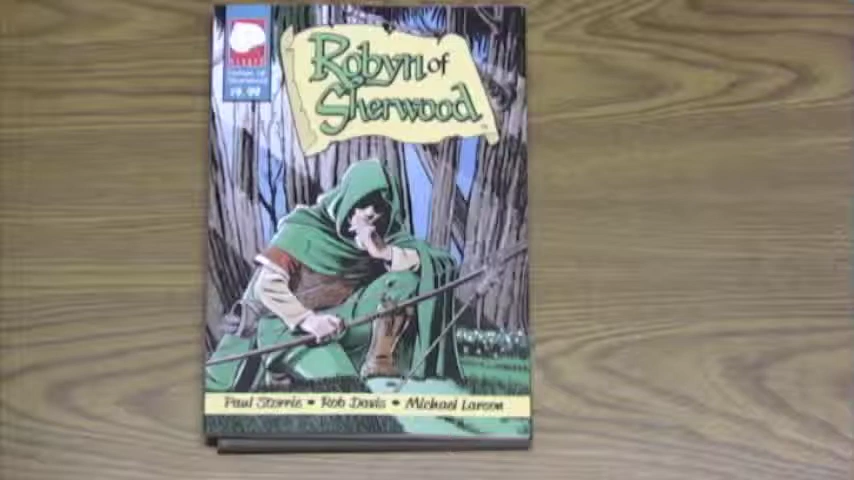 Robyn of
Sherwood
$9.99
Paul Storrie • Rob Davis • Michael Larson